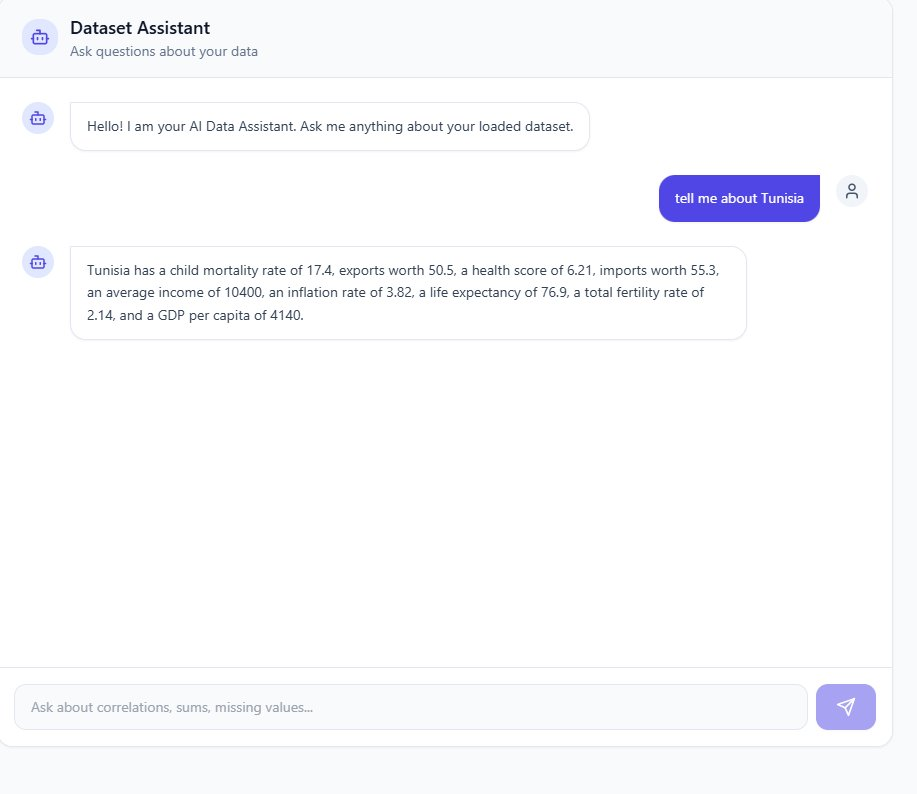 Dataset Assistant
Ask questions about your data
Hello! I am your AI Data Assistant. Ask me anything about your loaded dataset.
tell me about Tunisia
Tunisia has a child mortality rate of 17.4, exports worth 50.5, a health score of 6.21, imports worth 55.3,
an average income of 10400, an inflation rate of 3.82, a life expectancy of 76.9, a total fertility rate of
2.14, and a GDP per capita of 4140.
Ask about correlations, sums, missing values...